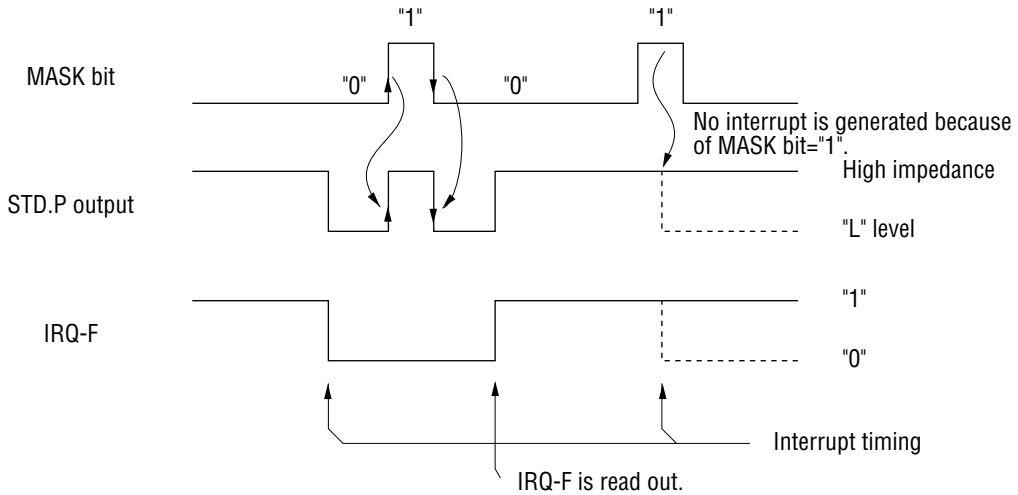 "1"
"1"
MASK bit
"0"
"0"
No interrupt is generated because
of MASK bit="1".
High impedance
STD.P output
"L" level
"1"
IRQ-F
"0"
Interrupt timing
IRQ-F is read out.